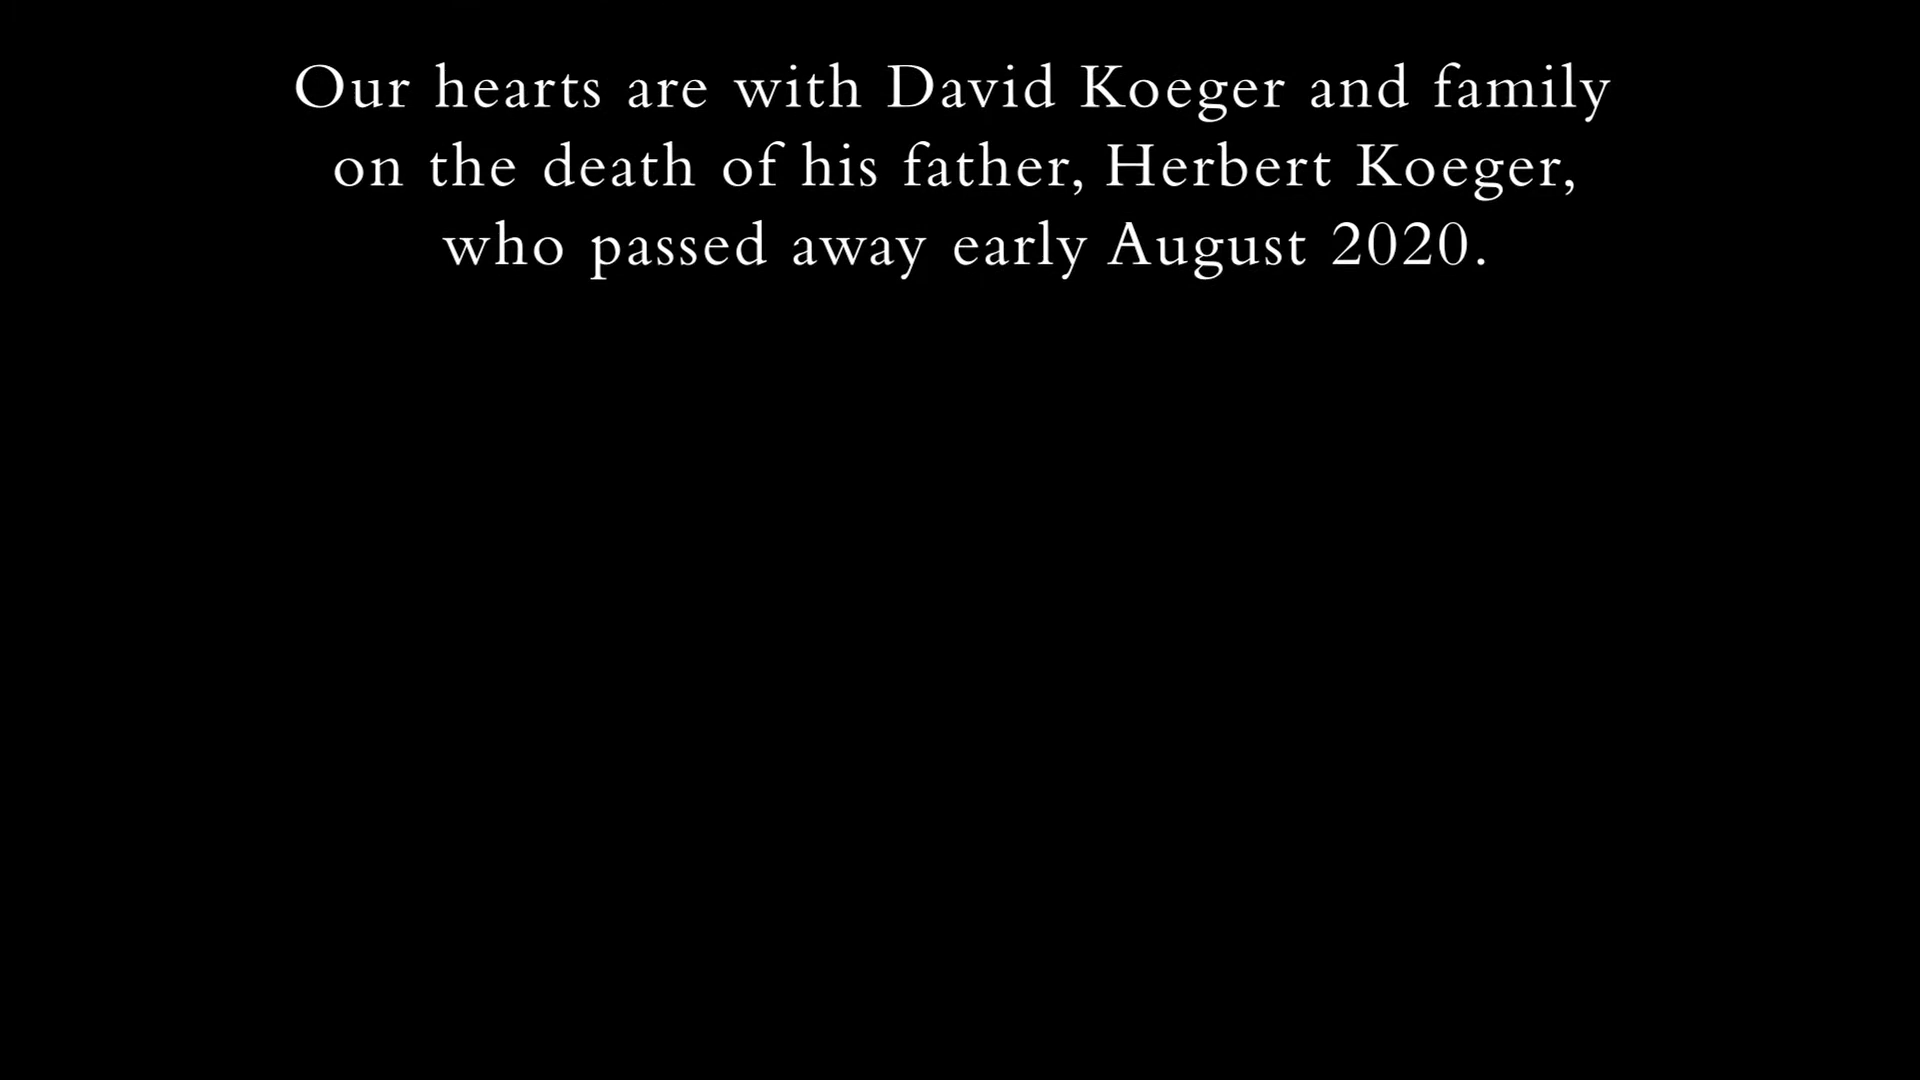 Our hearts are with David Koeger and family
on the death of his father, Herbert Koeger,
who passed away early August 2020.